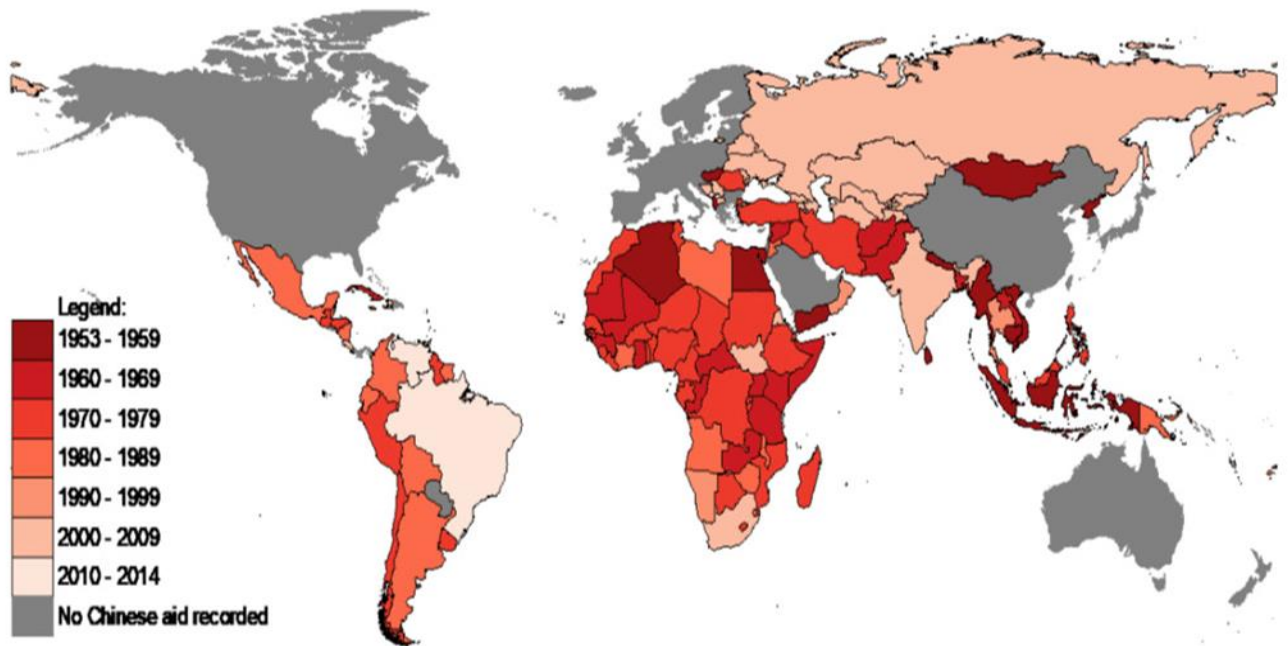 Legend:
1953 - 1959
1960 - 1969
1970 - 1979
1980 - 1989
1990 - 1999
2000 - 2009
2010 - 2014
No Chinese aid recorded